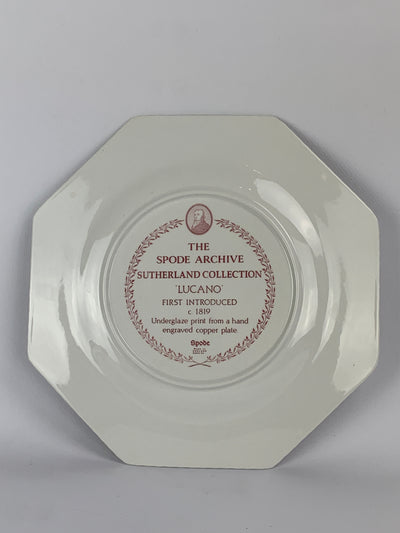 THE
SPODE ARCHIVE
SUTHERLAND COLLECTION
'LUCANO'
FIRST INTRODUCED
c. 1819
Underglaze print from a hand
engraved copper plate
Spode